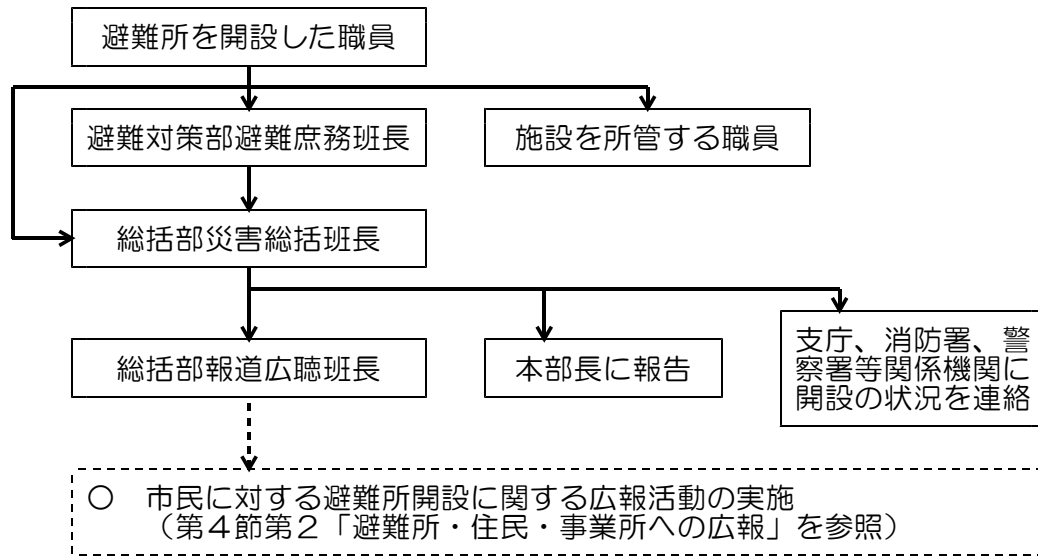 避難所を開設した職員
避難対策部避難庶務班長
施設を所管する職員
総括部災害総括班長
総括部報道広聴班長
本部長に報告
支庁、消防署、警
察署等関係機関に
開設の状況を連絡
○　市民に対する避難所開設に関する広報活動の実施
（第４節第２「避難所・住民・事業所への広報」を参照）